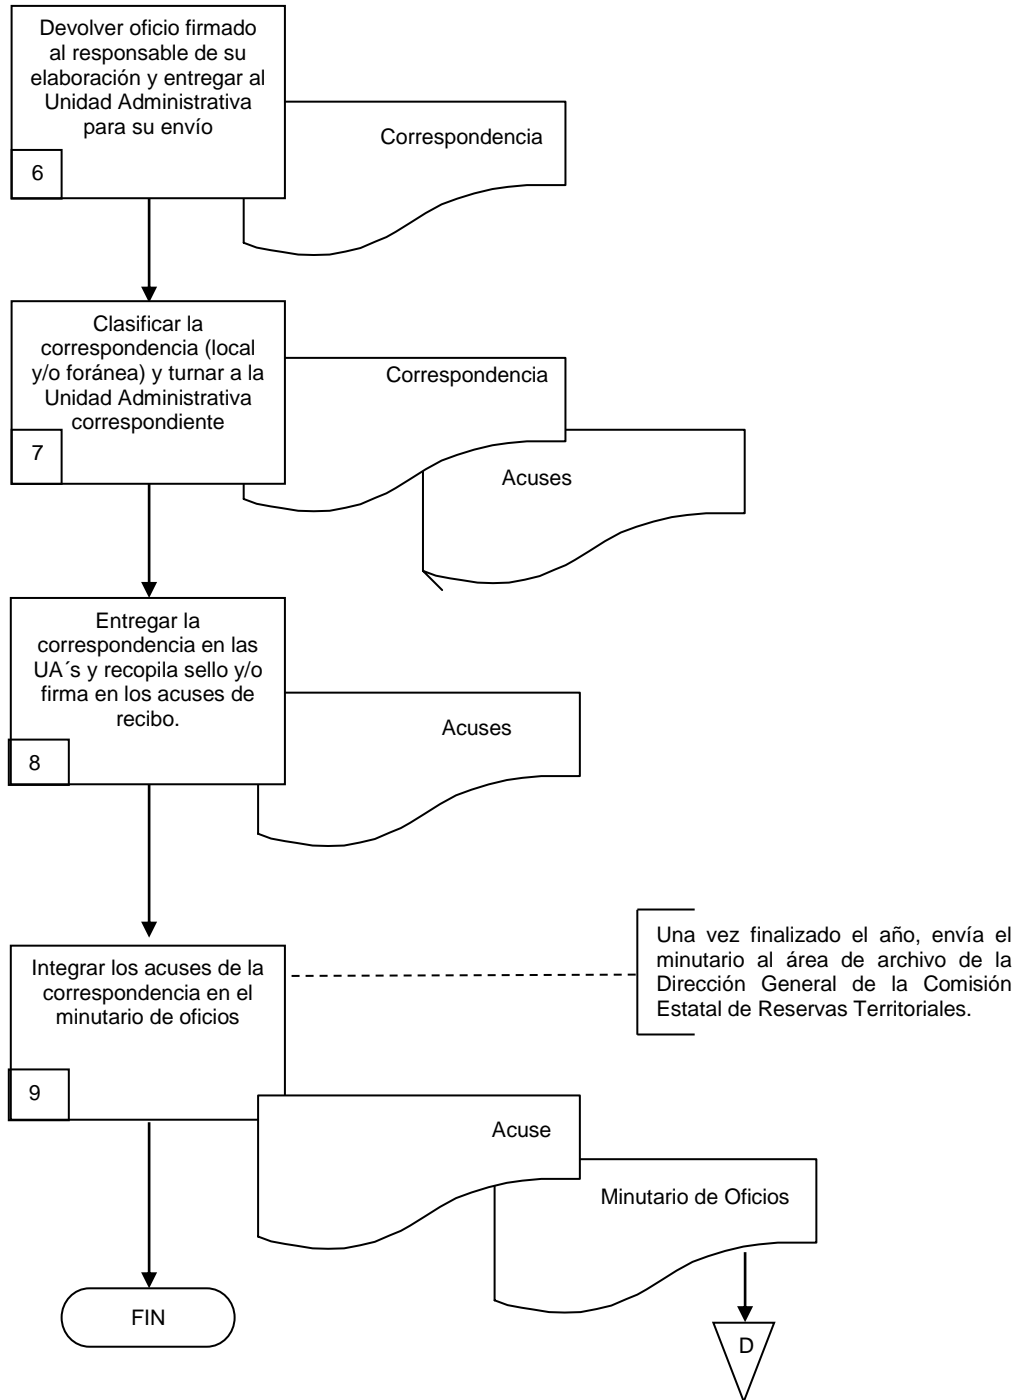 Devolver oficio firmado
al responsable de su
elaboración y entregar al
Unidad Administrativa
para su envío
6
Correspondencia
Clasificar la
correspondencia (local
y/o foránea) y turnar a la
Unidad Administrativa
correspondiente
7
Correspondencia
Acuses
Entregar la
correspondencia en las
UA´s y recopila sello y/o
firma en los acuses de
recibo.
8
Acuses
Integrar los acuses de la
correspondencia en el
minutario de oficios
9
Una vez finalizado el año, envía el
minutario al área de archivo de la
Dirección General de la Comisión
Estatal de Reservas Territoriales.
Acuse
Minutario de Oficios
FIN
D